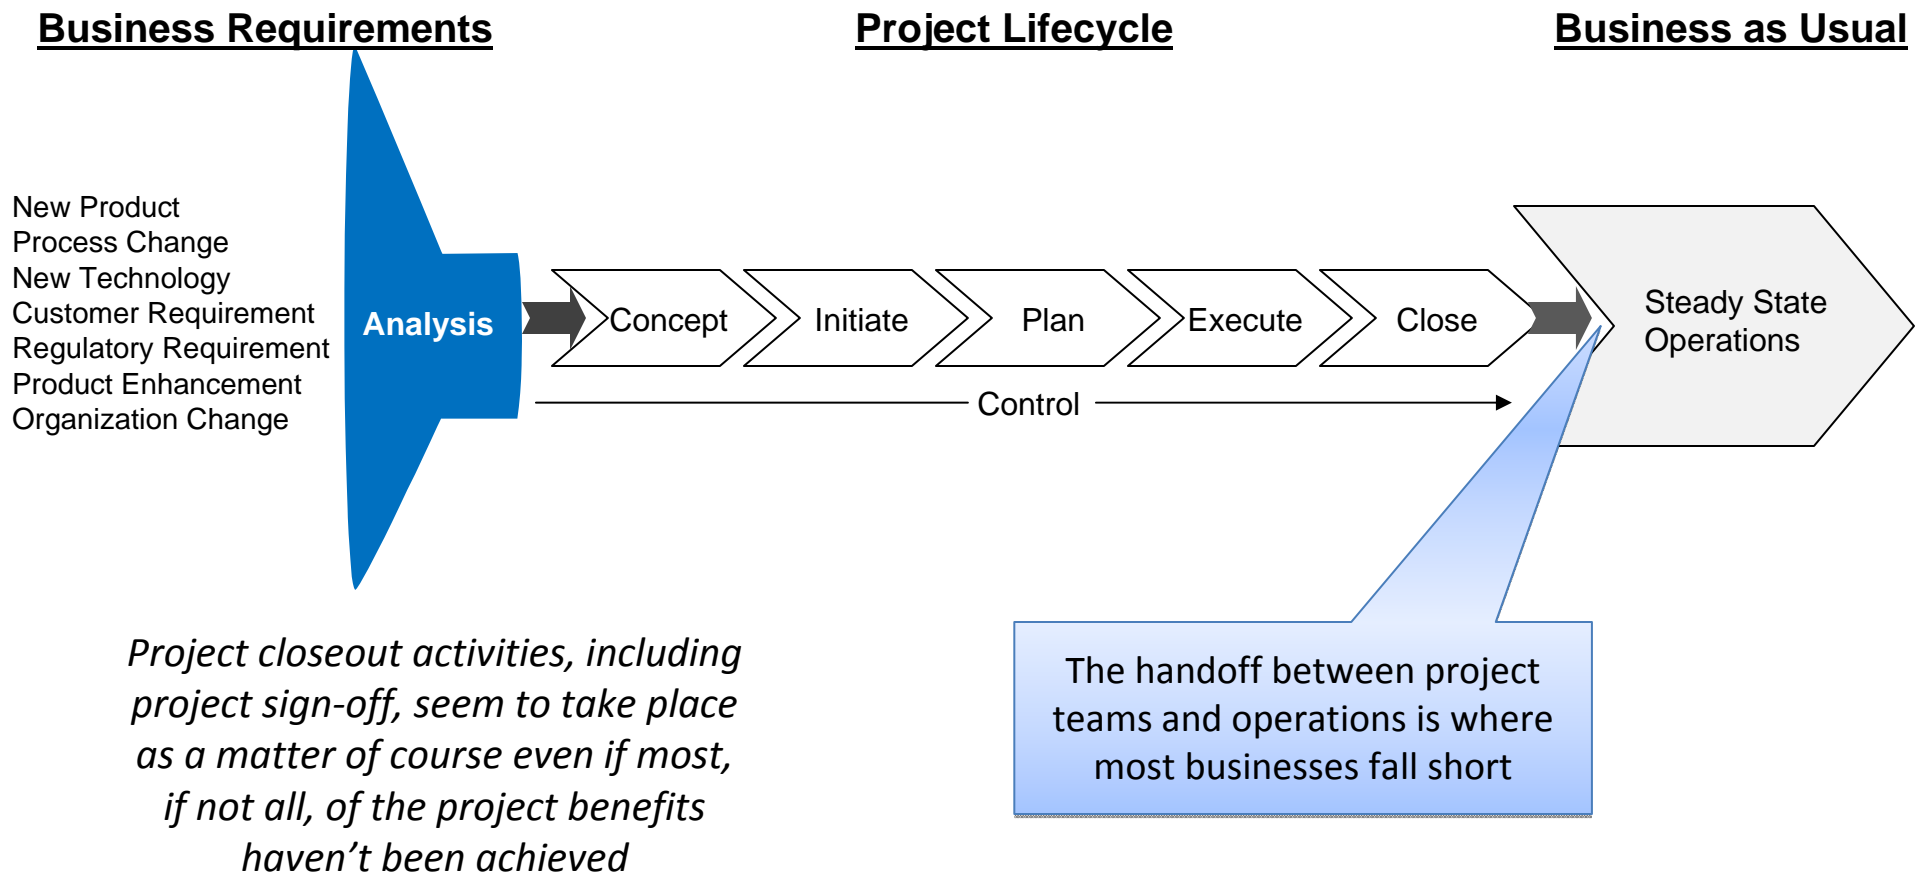 Business Requirements
Project Lifecycle
Business as Usual
New Product
Process Change
New Technology
Customer Requirement
Regulatory Requirement
Product Enhancement
Organization Change
Analysis
Concept
Initiate
Plan
Execute
Close
Steady State
Operations
Control
Project closeout activities, including
project sign-off, seem to take place
as a matter of course even if most,
if not all, of the project benefits
haven’t been achieved
The handoff between project
teams and operations is where
most businesses fall short